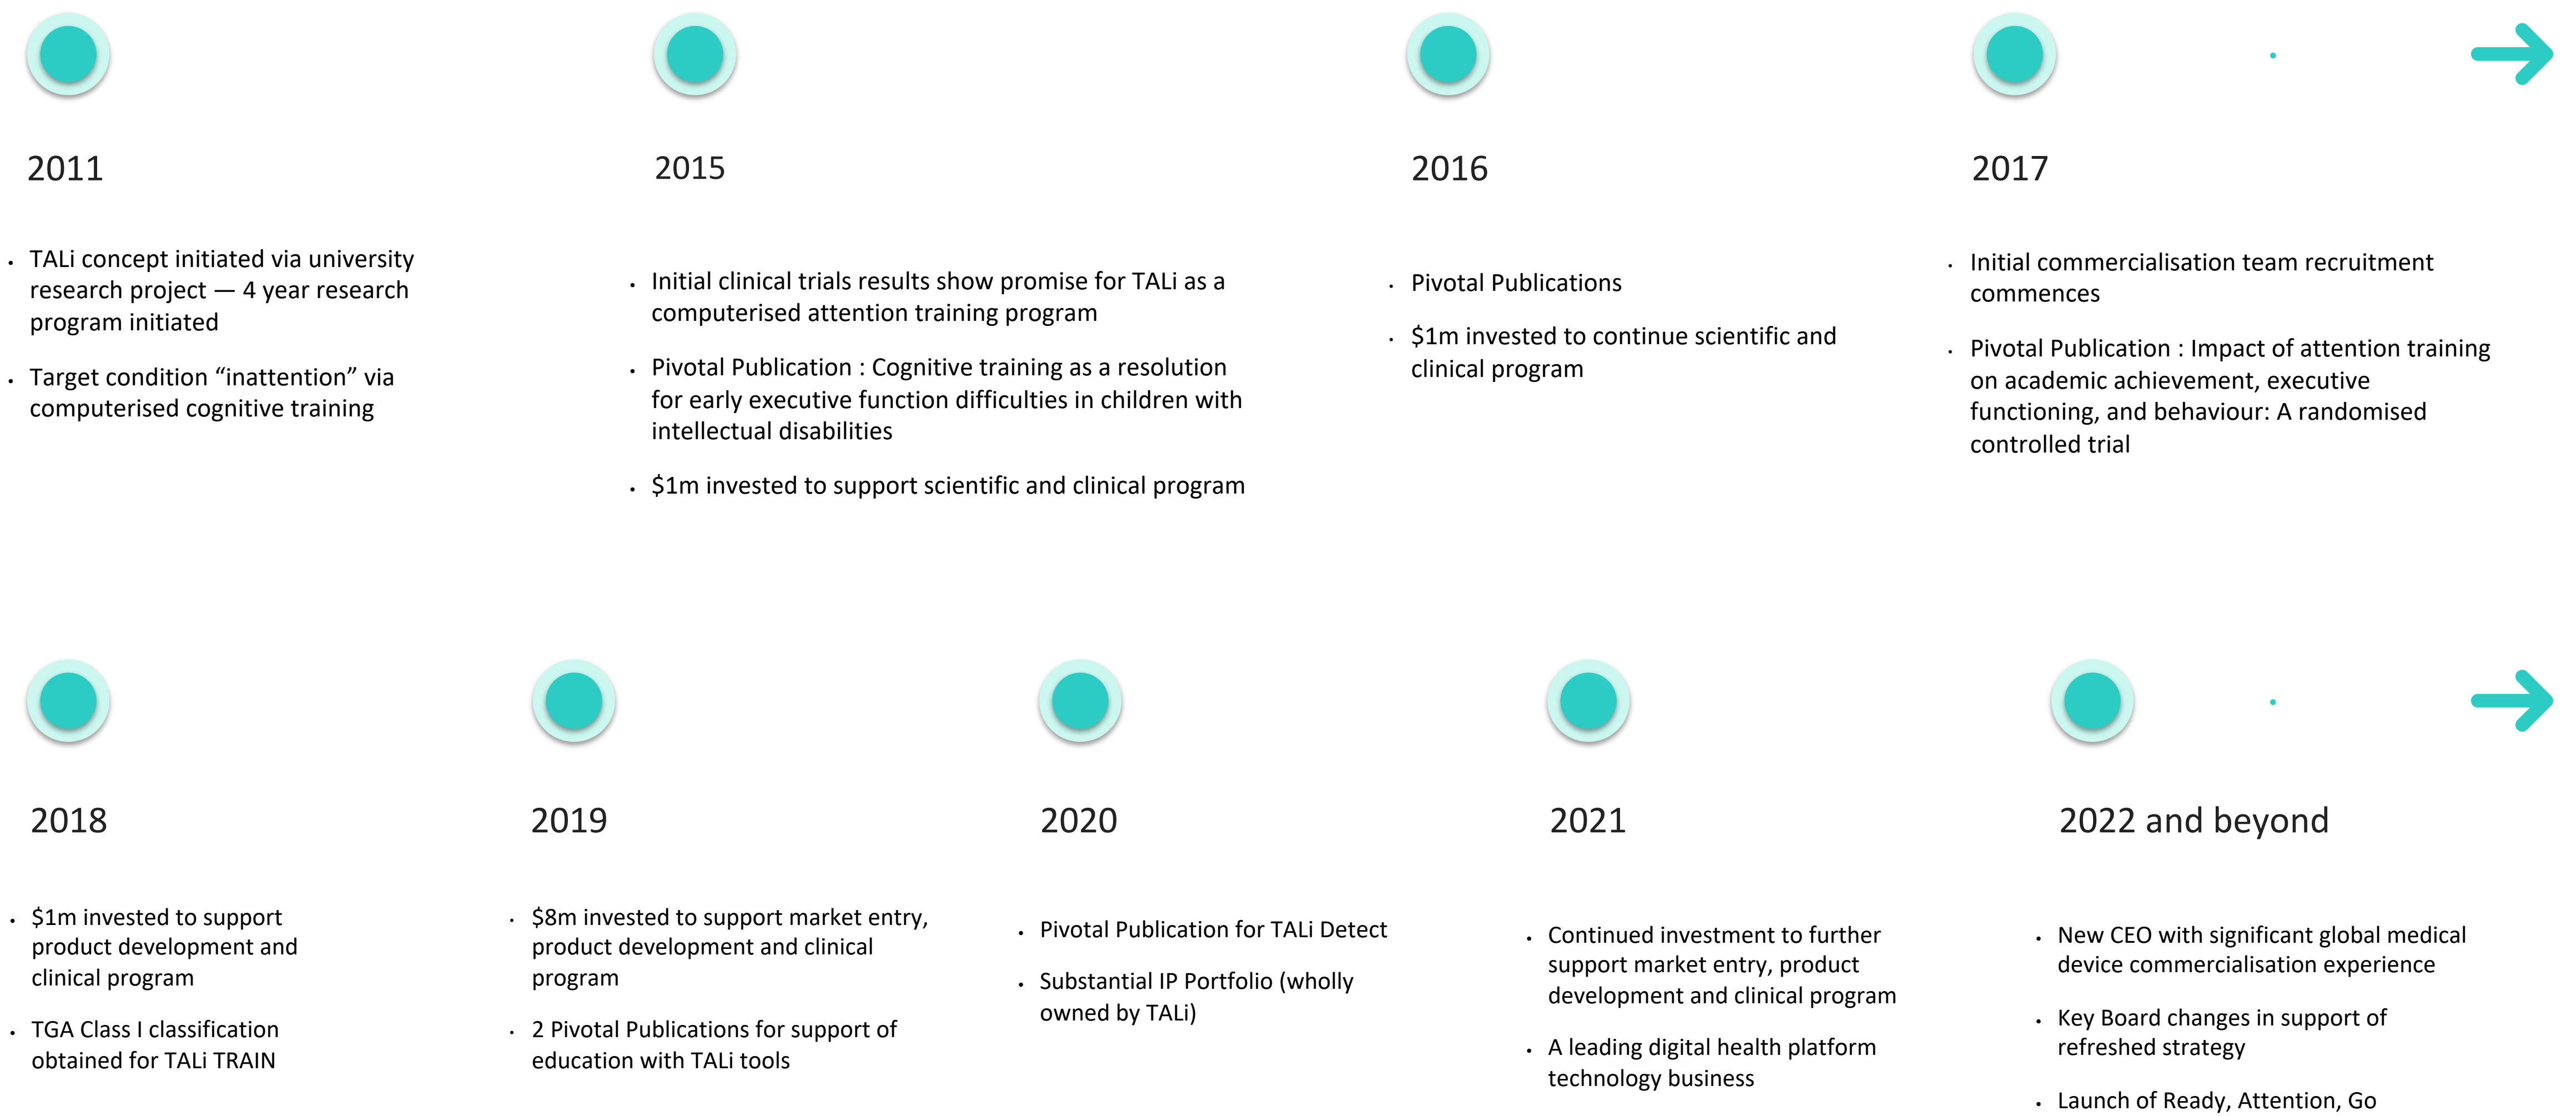 2011
TALi concept initiated via university
research project — 4 year research
program initiated
Target condition “inattention” via
computerised cognitive training
2015
Initial clinical trials results show promise for TALi as a
computerised attention training program
Pivotal Publication : Cognitive training as a resolution
for early executive function difficulties in children with
intellectual disabilities
$1m invested to support scientific and clinical program
2016
Pivotal Publications
$1m invested to continue scientific and
clinical program
2017
Initial commercialisation team recruitment
commences
Pivotal Publication : Impact of attention training
on academic achievement, executive
functioning, and behaviour: A randomised
controlled trial
2018
$1m invested to support
product development and
clinical program
TGA Class I classification
obtained for TALi TRAIN
2019
$8m invested to support market entry,
product development and clinical
program
2 Pivotal Publications for support of
education with TALi tools
2020
Pivotal Publication for TALi Detect
Substantial IP Portfolio (wholly
owned by TALi)
2021
Continued investment to further
support market entry, product
development and clinical program
A leading digital health platform
technology business
2022 and beyond
New CEO with significant global medical
device commercialisation experience
Key Board changes in support of
refreshed strategy
Launch of Ready, Attention, Go